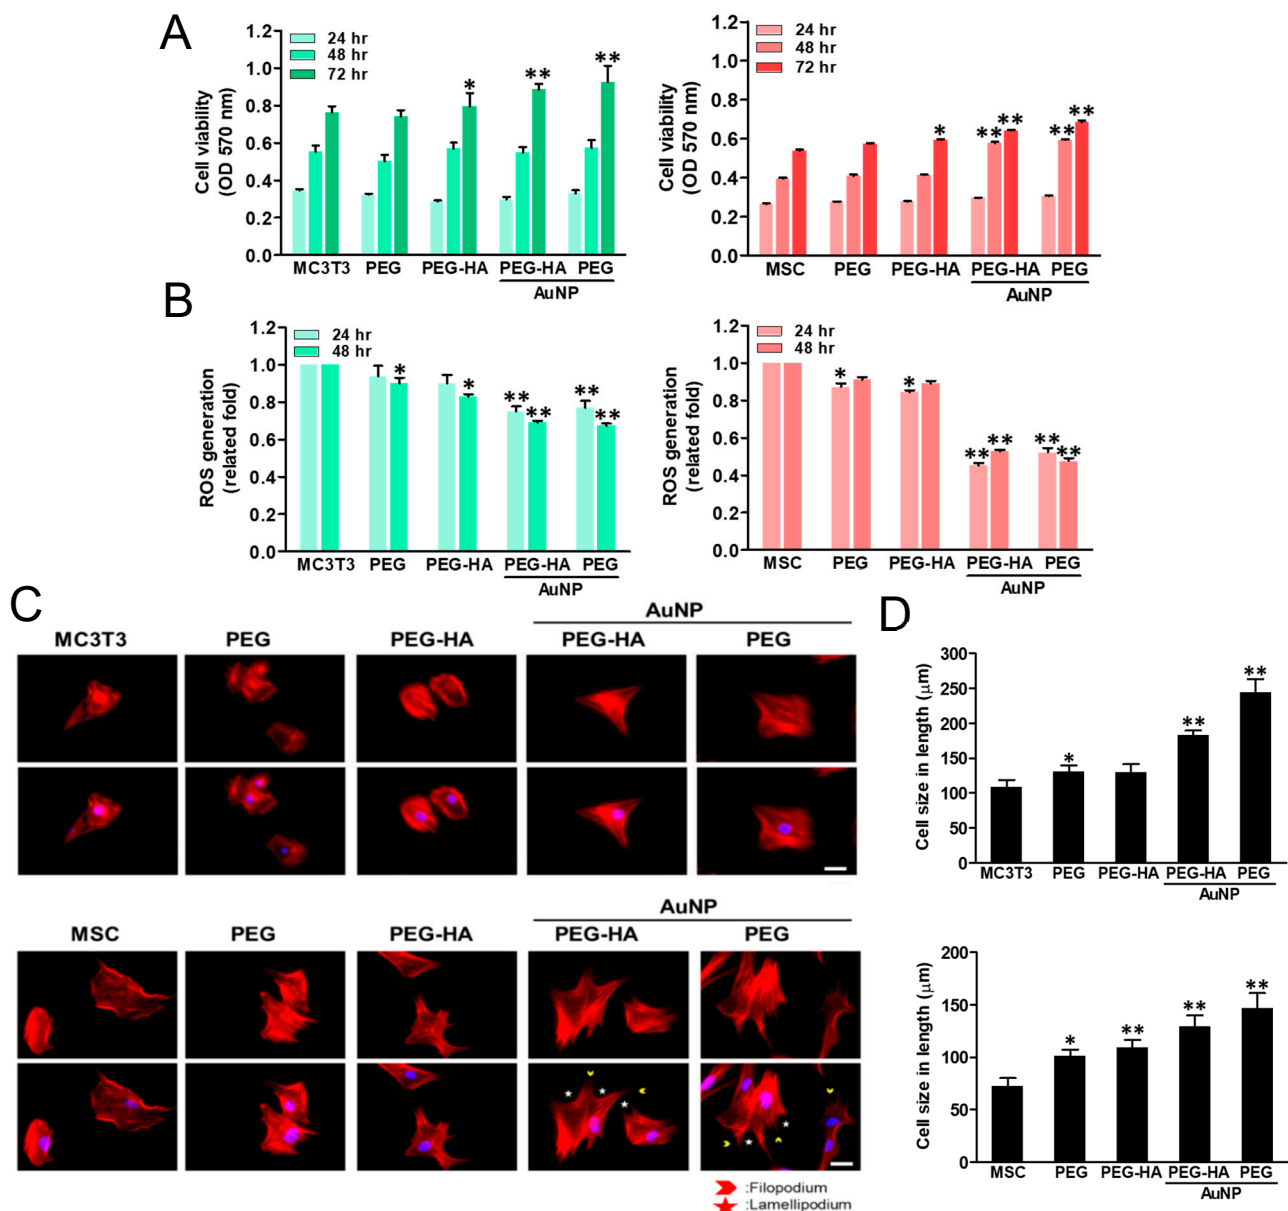 A
Cell viability
(OD 570 nm)
1.2
1.0
0.8
0.6
0.4
0.2
0.0
24 hr
48 hr
72 hr
*
**
**
MC3T3 PEG PEG-HA PEG-HA PEG
AuNP
Cell viability
(OD 570 nm)
1.2
1.0
0.8
0.6
0.4
0.2
0.0
24 hr
48 hr
72 hr
*
** **
** **
MSC PEG PEG-HA PEG-HA PEG
AuNP
B
ROS generation
(related fold)
1.2
1.0
0.8
0.6
0.4
0.2
0.0
24 hr
48 hr
*
*
** **
** **
MC3T3 PEG PEG-HA PEG-HA PEG
AuNP
ROS generation
(related fold)
1.2
1.0
0.8
0.6
0.4
0.2
0.0
24 hr
48 hr
*
*
** **
** **
MSC PEG PEG-HA PEG-HA PEG
AuNP
C
AuNP
MC3T3 PEG PEG-HA PEG-HA PEG
AuNP
MSC PEG PEG-HA PEG-HA PEG
:Filopodium
:Lamellipodium
D
Cell size in length (μm)
300
250
200
150
100
50
0
*
**
**
MC3T3 PEG PEG-HA PEG-HA PEG
AuNP
Cell size in length (μm)
200
150
100
50
0
*
**
**
**
MSC PEG PEG-HA PEG-HA PEG
AuNP